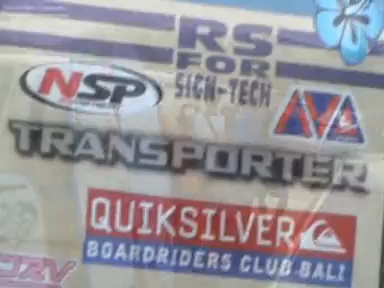 RS
FOR
SIGN-TECH
NSP
TRANSPORTER
QUIKSILVER
BOARDRIDERS CLUB BALI